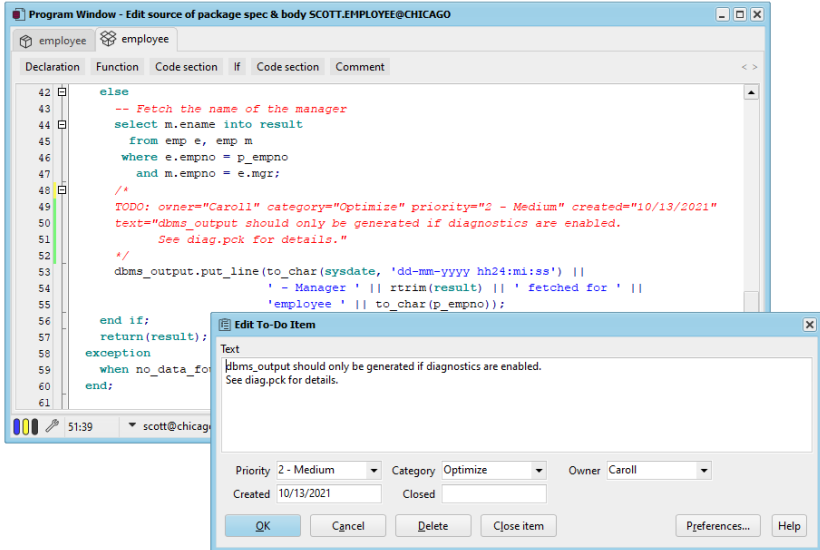 Program Window - Edit source of package spec & body SCOTT.EMPLOYEE@CHICAGO
employee employee
Declaration Function Code section If Code section Comment < >
42 else
43 -- Fetch the name of the manager
44 select m.ename into result
45 from emp e, emp m
46 where e.empno = p_empno
47 and m.empno = e.mgr;
48 /*
49 TODO: owner="Caroll" category="Optimize" priority="2 - Medium" created="10/13/2021"
50 text="dbms_output should only be generated if diagnostics are enabled.
51 See diag.pck for details."
52 */
53 dbms_output.put_line(to_char(sysdate, 'dd-mm-yyyy hh24:mi:ss') ||
54 ' - Manager ' || rtrim(result) || ' fetched for ' ||
55 'employee ' || to_char(p_empno));
56 end if;
57 return(result);
58 exception
59 when
60 end;
61
51:39
Edit To-Do Item
Text
dbms_output should only be generated if diagnostics are enabled.
See diag.pck for details.
Priority 2 - Medium Category Optimize Owner Caroll
Created 10/13/2021 Closed
OK Cancel Delete Close item Preferences... Help